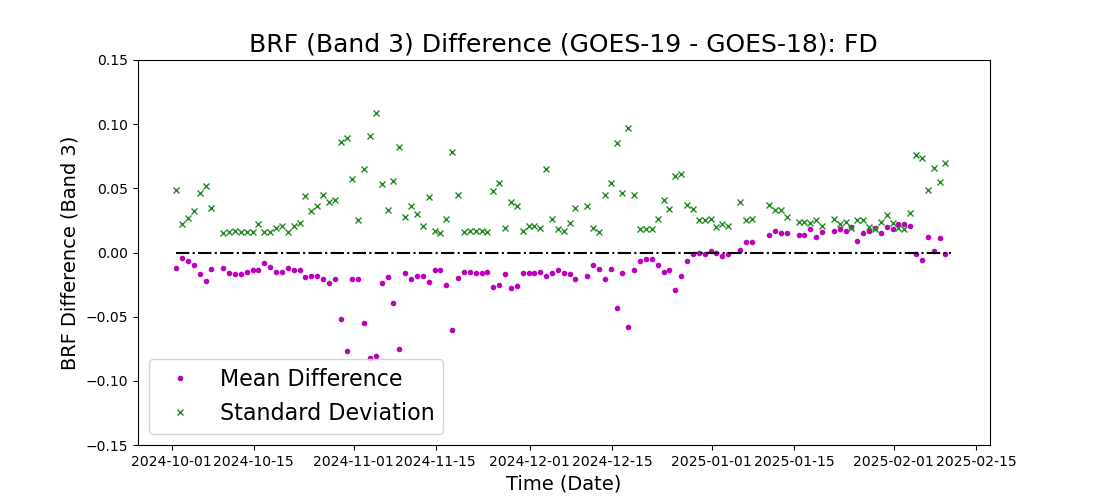 BRF (Band 3) Difference (GOES-19 - GOES-18): FD
BRF Difference (Band 3)
0.15
0.10
0.05
0.00
−0.05
−0.10
−0.15
Mean Difference
Standard Deviation
2024-10-01 2024-10-15 2024-11-01 2024-11-15 2024-12-01 2024-12-15 2025-01-01 2025-01-15 2025-02-01 2025-02-15
Time (Date)